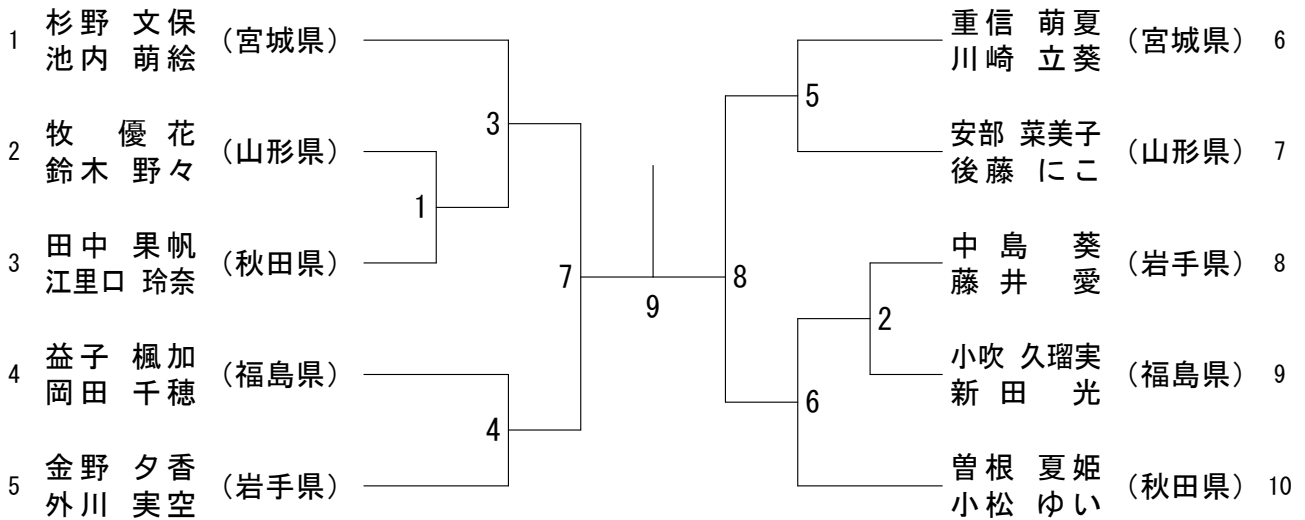 1 杉野 文保 (宮城県)
池内 萌絵
2 牧 優花 (山形県)
鈴木 野々
3 田中 果帆 (秋田県)
江里口 玲奈
4 益子 楓加 (福島県)
岡田 千穂
5 金野 夕香 (岩手県)
外川 実空
3
1
7
4
9
8
5
2
6
重信 萌夏 (宮城県) 6
川崎 立葵
安部 菜美子 (山形県) 7
後藤 にこ
中島 葵 (岩手県) 8
藤井 愛
小吹 久瑠実 (福島県) 9
新田 光
曽根 夏姫 (秋田県) 10
小松 ゆい